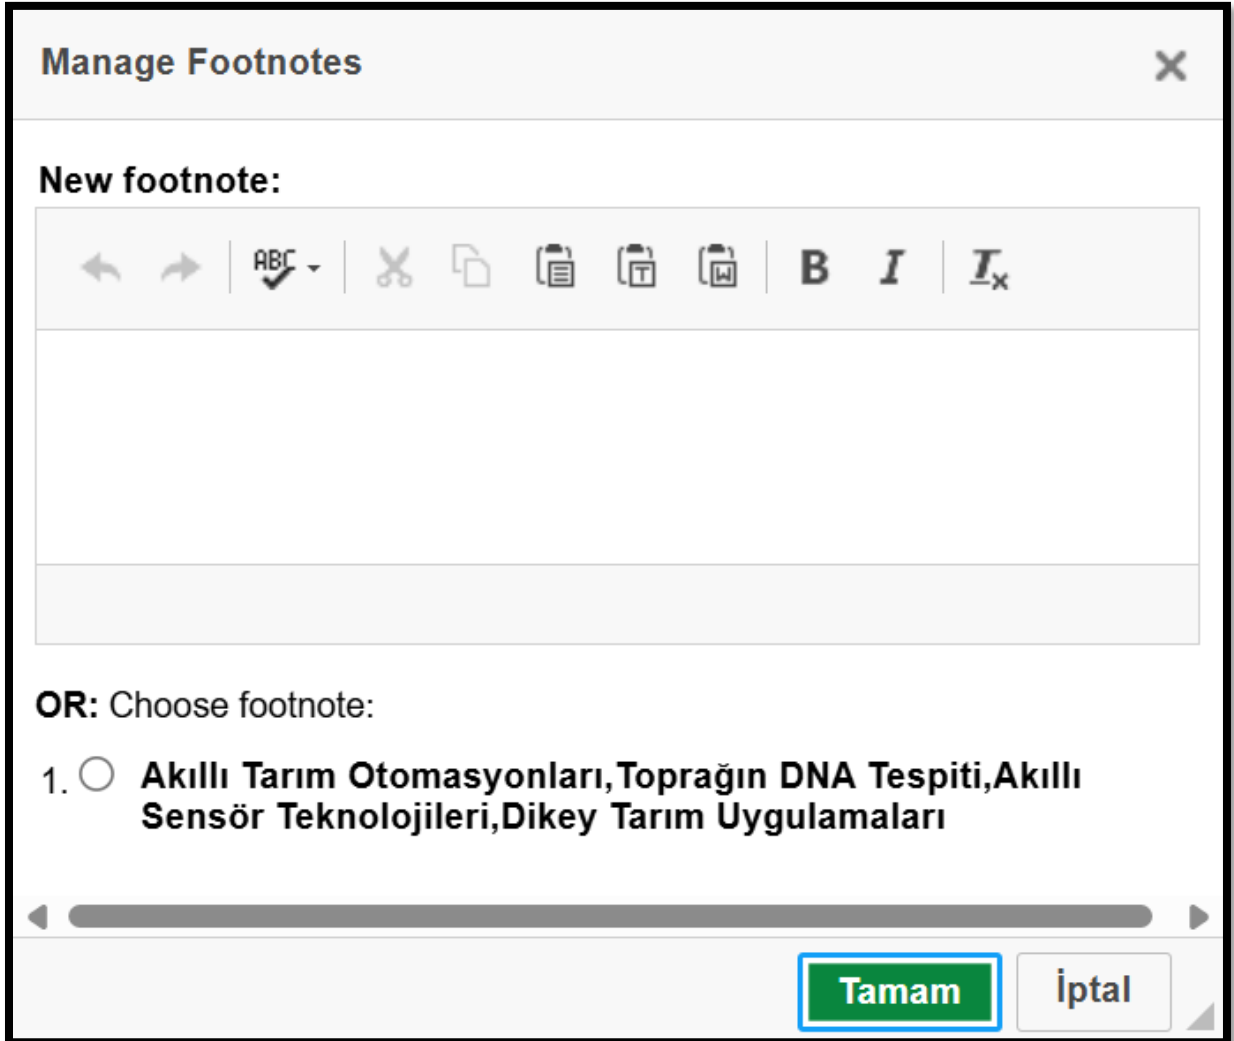 Manage Footnotes
New footnote:
ABC
B I
OR: Choose footnote:
1. Akıllı Tarım Otomasyonları,Toprağın DNA Tespiti,Akıllı
Sensör Teknolojileri,Dikey Tarım Uygulamaları
Tamam İptal